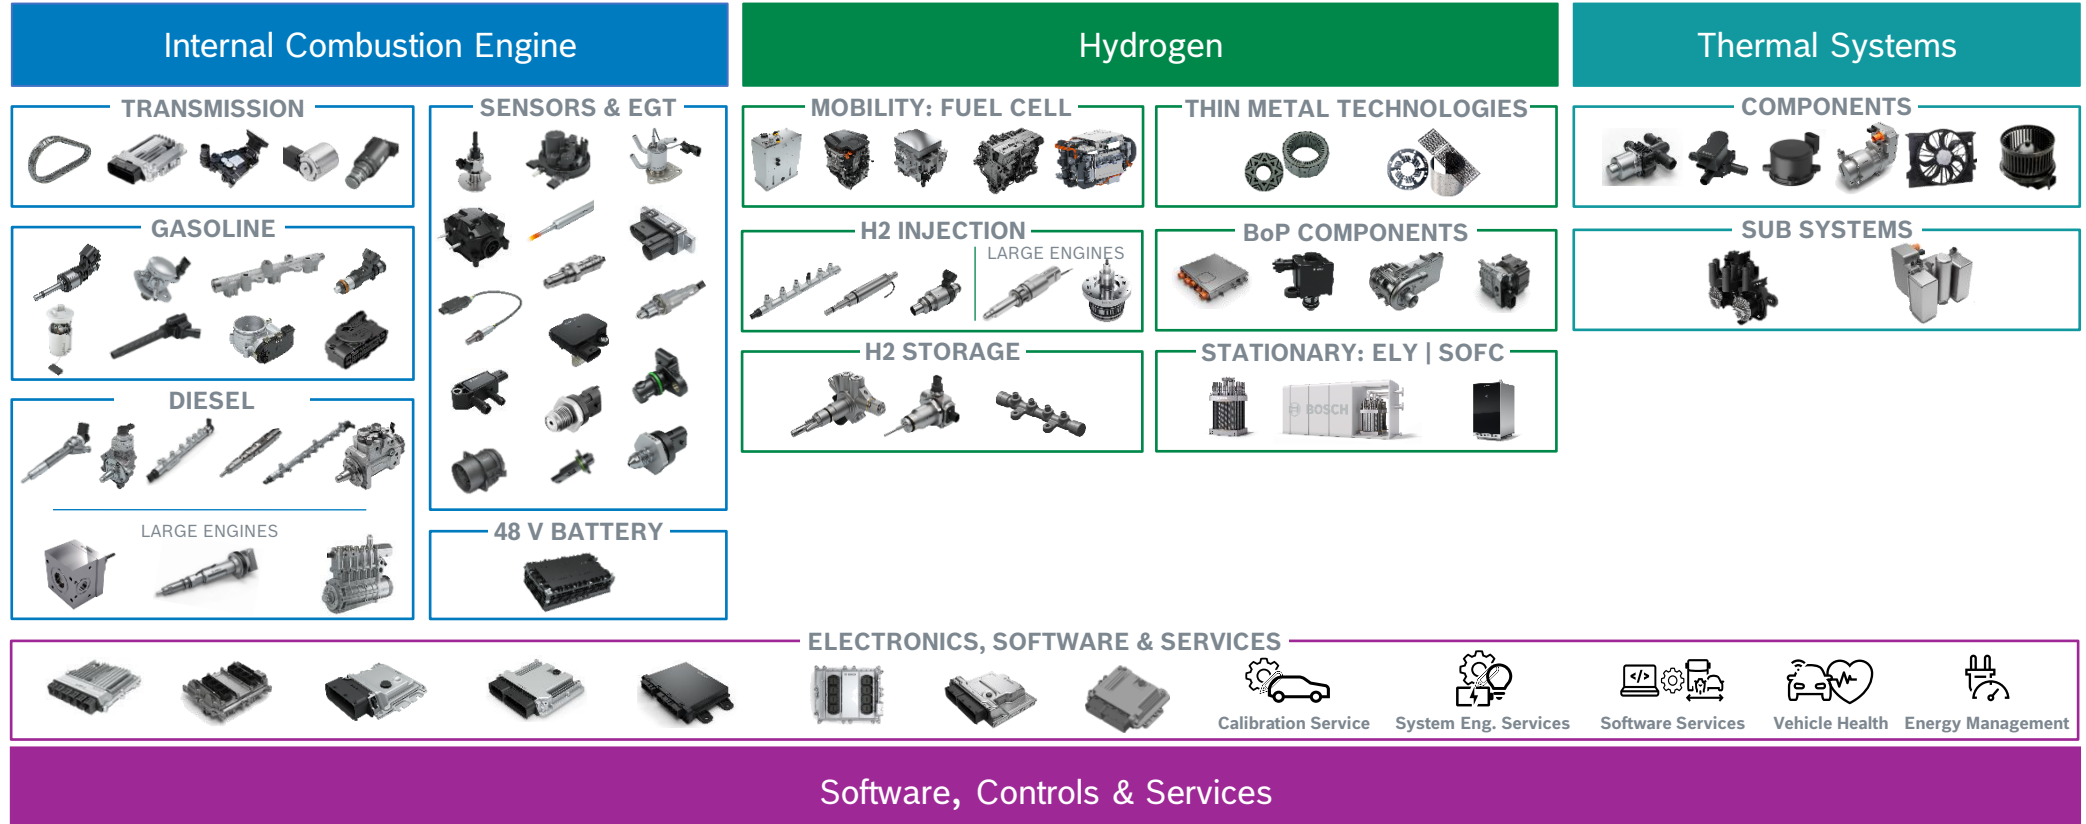 Internal Combustion Engine
Hydrogen
Thermal Systems
TRANSMISSION
SENSORS & EGT
MOBILITY: FUEL CELL
THIN METAL TECHNOLOGIES
COMPONENTS
GASOLINE
H2 INJECTION
LARGE ENGINES
BoP COMPONENTS
SUB SYSTEMS
H2 STORAGE
STATIONARY: ELY | SOFC
BOSCH
DIESEL
LARGE ENGINES
48 V BATTERY
ELECTRONICS, SOFTWARE & SERVICES
</>
Calibration Service
System Eng. Services
Software Services
Vehicle Health
Energy Management
Software, Controls & Services